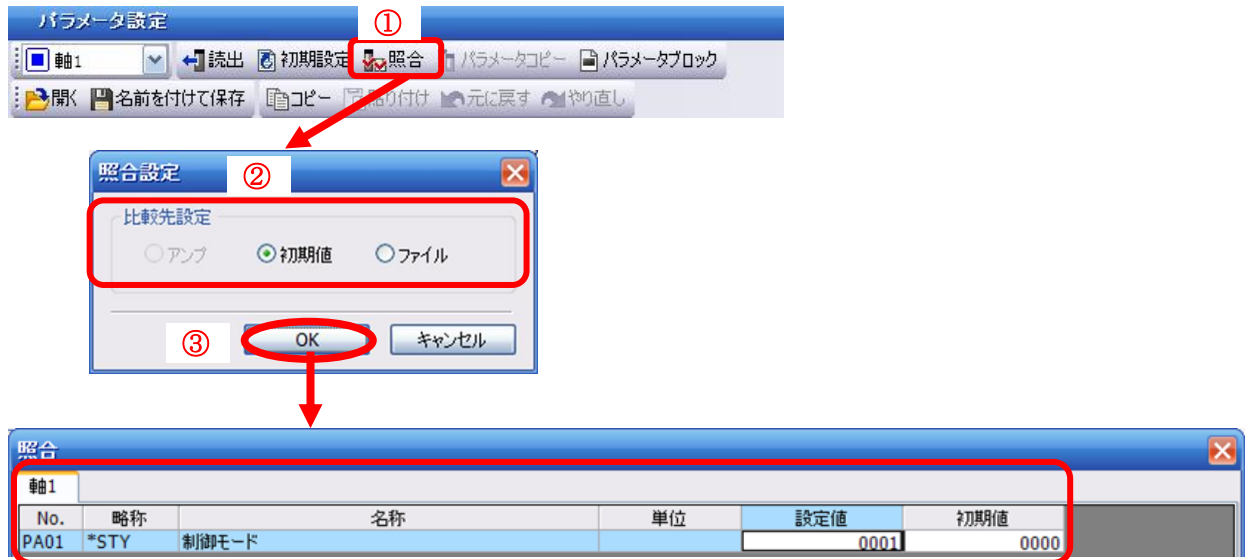 パラメータ設定
①
軸1 読出 初期設定 照合 パラメータコピー パラメータブロック
開く 名前を付けて保存 コピー 貼り付け 元に戻す やり直し
照合設定
②
比較先設定
アンプ 初期値 ファイル
③
OK キャンセル
照合
軸1
No. 略称 名称 単位 設定値 初期値
PA01 *STY 制御モード 0001 0000